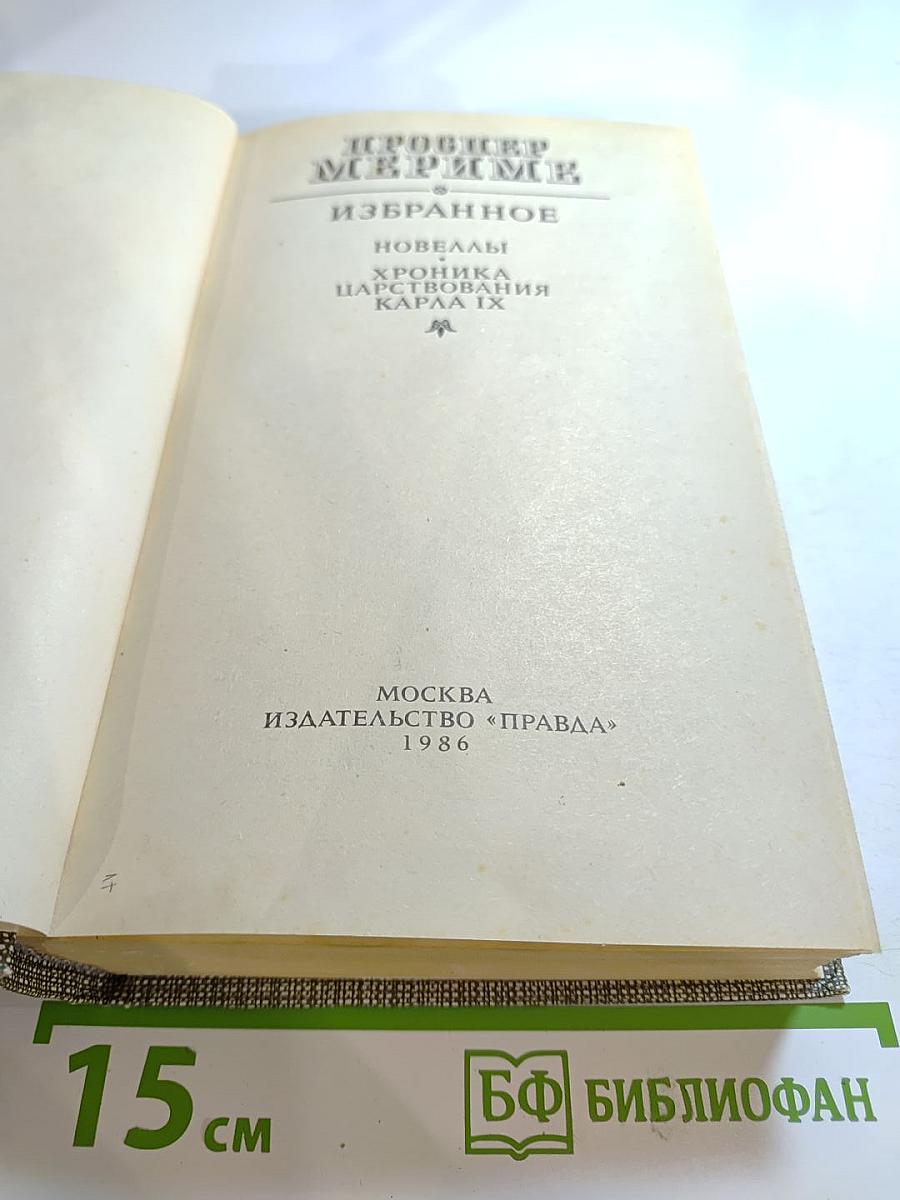 ПРОСПЕР
МЕРИМЕ
ИЗБРАННОЕ
НОВЕЛЛЫ
ХРОНИКА
ЦАРСТВОВАНИЯ
КАРЛА IX
МОСКВА
ИЗДАТЕЛЬСТВО «ПРАВДА»
1986
15 см
БФ БИБЛИОФАН